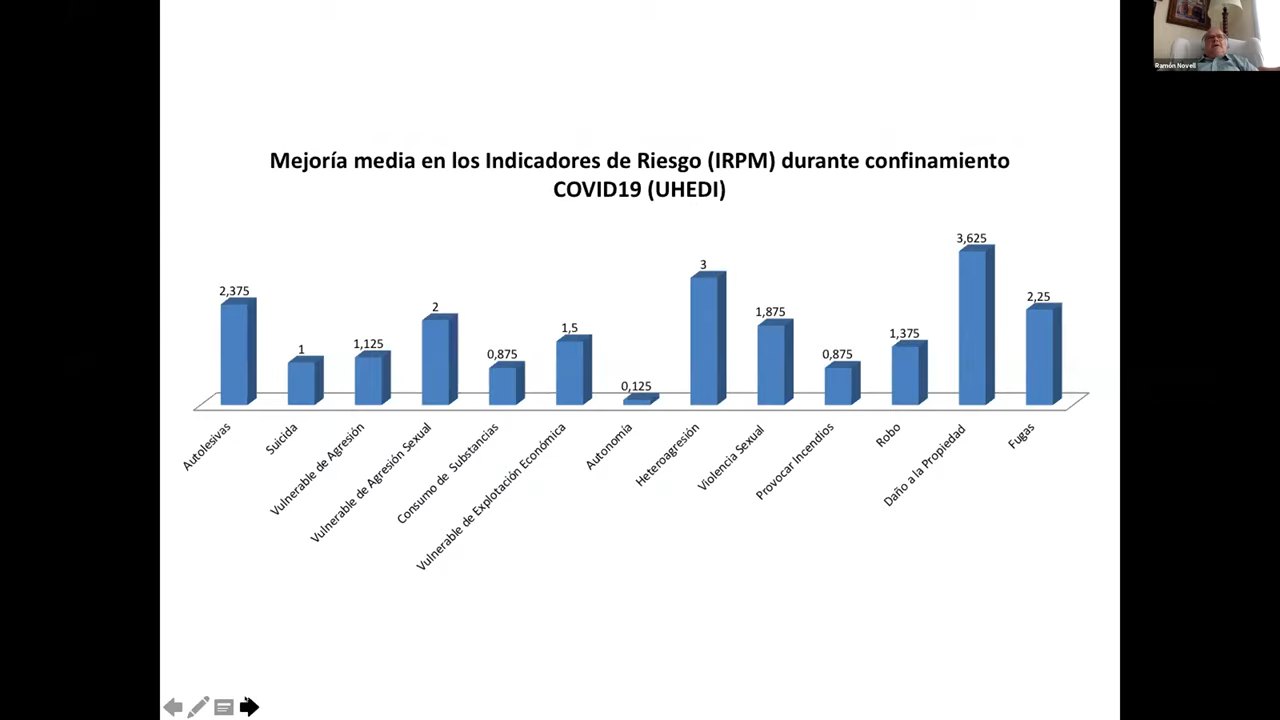 Ramón Novell
Mejoría media en los Indicadores de Riesgo (IRPM) durante confinamiento
COVID19 (UHEDI)
2,375
1
1,125
2
0,875
1,5
0,125
3
1,875
0,875
1,375
3,625
2,25
Autolesivas
Suicida
Vulnerable de Agresión
Vulnerable de Agresión Sexual
Consumo de Substancias
Vulnerable de Explotación Económica
Autonomía
Heteroagresión
Violencia Sexual
Provocar Incendios
Robo
Daño a la Propiedad
Fugas